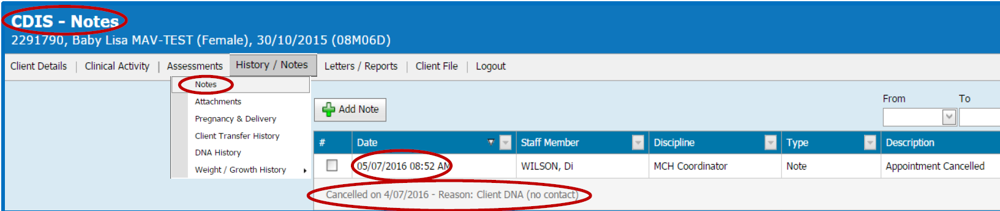 CDIS - Notes
2291790, Baby Lisa MAV-TEST (Female), 30/10/2015 (08M06D)
Client Details | Clinical Activity | Assessments History / Notes Letters / Reports | Client File | Logout
Notes
Attachments
Pregnancy & Delivery
Client Transfer History
DNA History
Weight / Growth History
Add Note
From To
# Date Staff Member Discipline Type Description
05/07/2016 08:52 AM WILSON, Di MCH Coordinator Note Appointment Cancelled
Cancelled on 4/07/2016 - Reason: Client DNA (no contact)